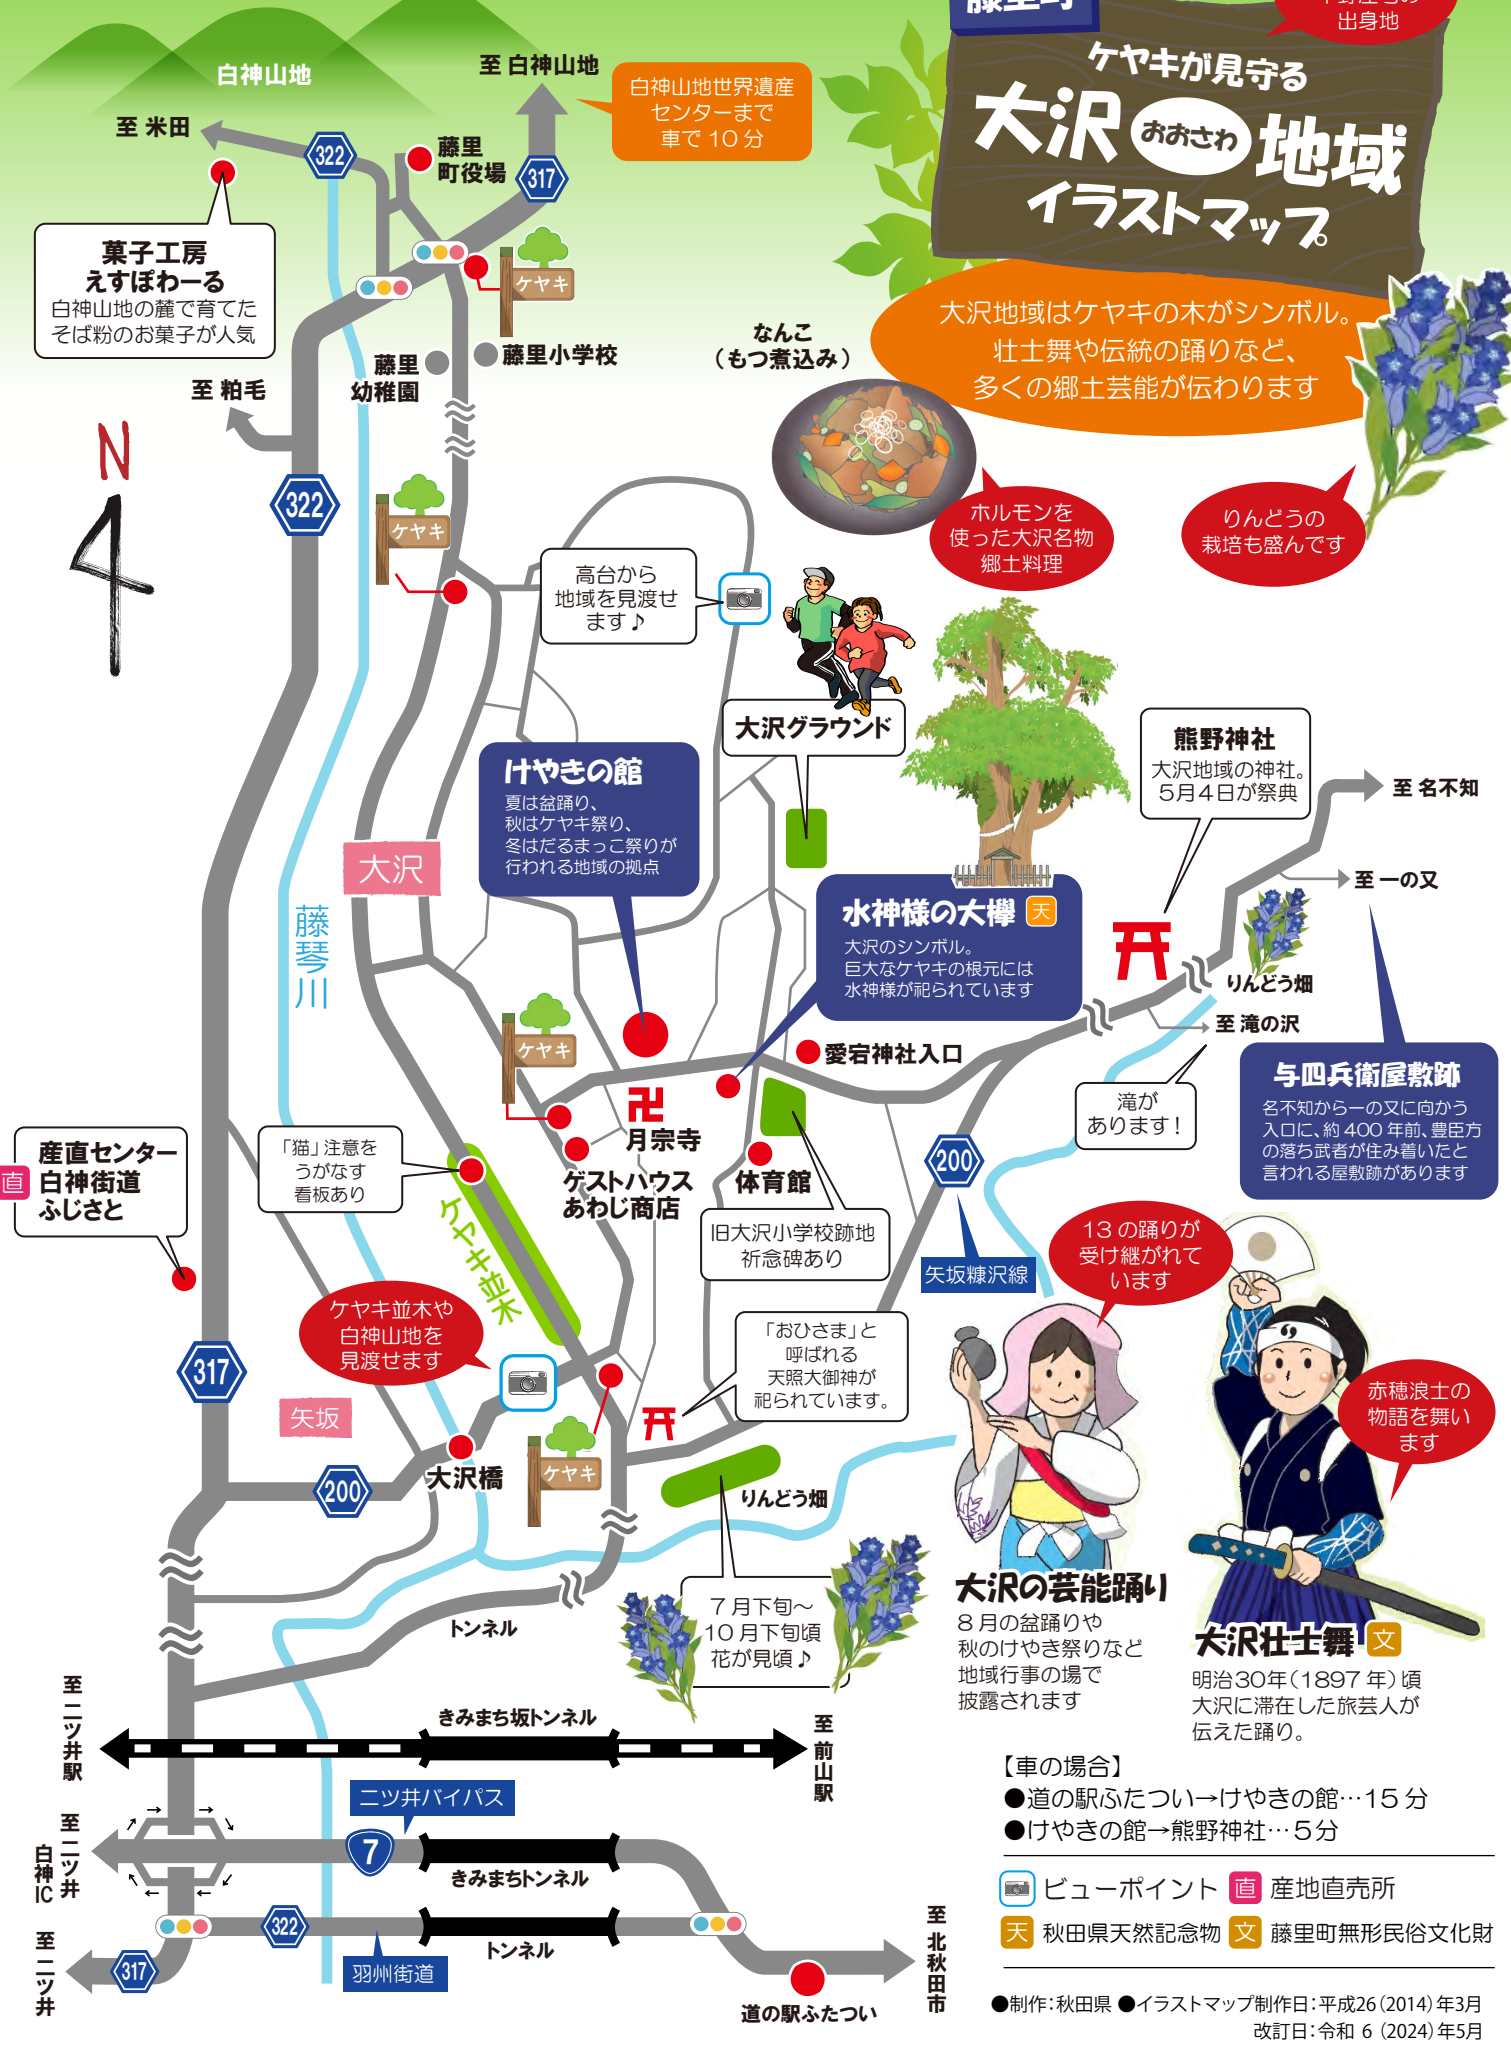 出身地
ケヤキが見守る
大沢 おおさわ 地域
イラストマップ
大沢地域はケヤキの木がシンボル。
壮士舞や伝統の踊りなど、
多くの郷土芸能が伝わります
白神山地
至 白神山地
白神山地世界遺産
センターまで
車で10分
至 米田
322
藤里
町役場
317
菓子工房
えすぽわーる
白神山地の麓で育てた
そば粉のお菓子が人気
ケヤキ
藤里
幼稚園
藤里小学校
至 粕毛
なんこ
（もつ煮込み）
N
322
ケヤキ
ホルモンを
使った大沢名物
郷土料理
りんどうの
栽培も盛んです
高台から
地域を見渡せ
ます♪
大沢グラウンド
熊野神社
大沢地域の神社。
5月4日が祭典
至 名不知
けやきの館
夏は盆踊り、
秋はケヤキ祭り、
冬はだるまっこ祭りが
行われる地域の拠点
大沢
至 一の又
水神様の大欅 天
大沢のシンボル。
巨大なケヤキの根元には
水神様が祀られています
藤琴川
りんどう畑
至 滝の沢
ケヤキ
愛宕神社入口
与四兵衛屋敷跡
名不知から一の又に向かう
入口に、約400年前、豊臣方
の落ち武者が住み着いたと
言われる屋敷跡があります
滝が
あります！
卍
月宗寺
産直センター
白神街道
ふじさと
直
「猫」注意を
うがなす
看板あり
ゲストハウス
あわじ商店
体育館
200
旧大沢小学校跡地
祈念碑あり
ケヤキ並木
矢坂糠沢線
13の踊りが
受け継がれて
います
ケヤキ並木や
白神山地を
見渡せます
「おひさま」と
呼ばれる
天照大御神が
祀られています。
317
矢坂
赤穂浪士の
物語を舞い
ます
大沢橋
200
ケヤキ
りんどう畑
7月下旬〜
10月下旬頃
花が見頃♪
トンネル
大沢の芸能踊り
8月の盆踊りや
秋のけやき祭りなど
地域行事の場で
披露されます
大沢壮士舞 文
明治30年（1897年）頃
大沢に滞在した旅芸人が
伝えた踊り。
至 二ツ井駅
きみまち坂トンネル
至 前山駅
【車の場合】
●道の駅ふたつい→けやきの館…15分
●けやきの館→熊野神社…5分
二ツ井バイパス
至 二ツ井
白神IC
7
きみまちトンネル
ビューポイント 直 産地直売所
天 秋田県天然記念物 文 藤里町無形民俗文化財
322
トンネル
羽州街道
至 二ツ井
317
至 北秋田市
道の駅ふたつい
●制作：秋田県 ●イラストマップ制作日：平成26（2014）年3月
改訂日：令和 6（2024）年5月